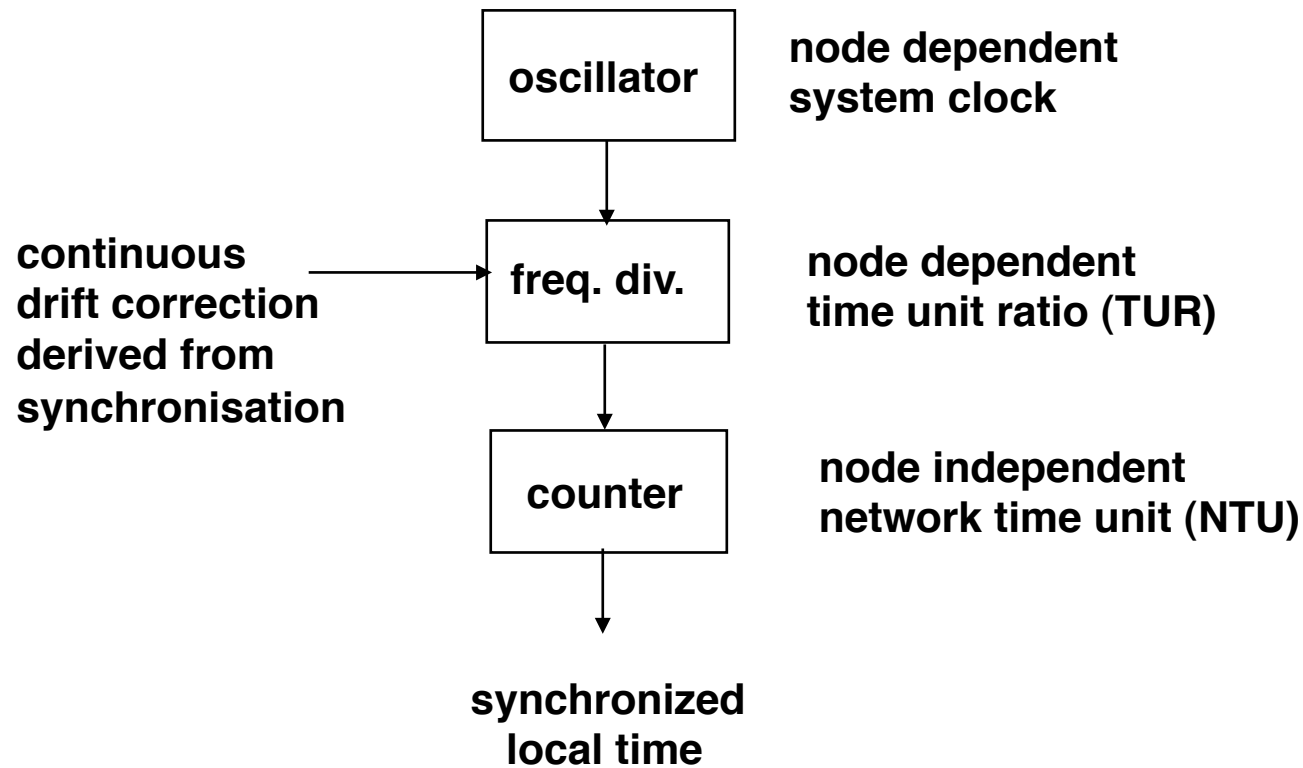 oscillator
node dependent
system clock
continuous
drift correction
derived from
synchronisation
freq. div.
node dependent
time unit ratio (TUR)
counter
node independent
network time unit (NTU)
synchronized
local time